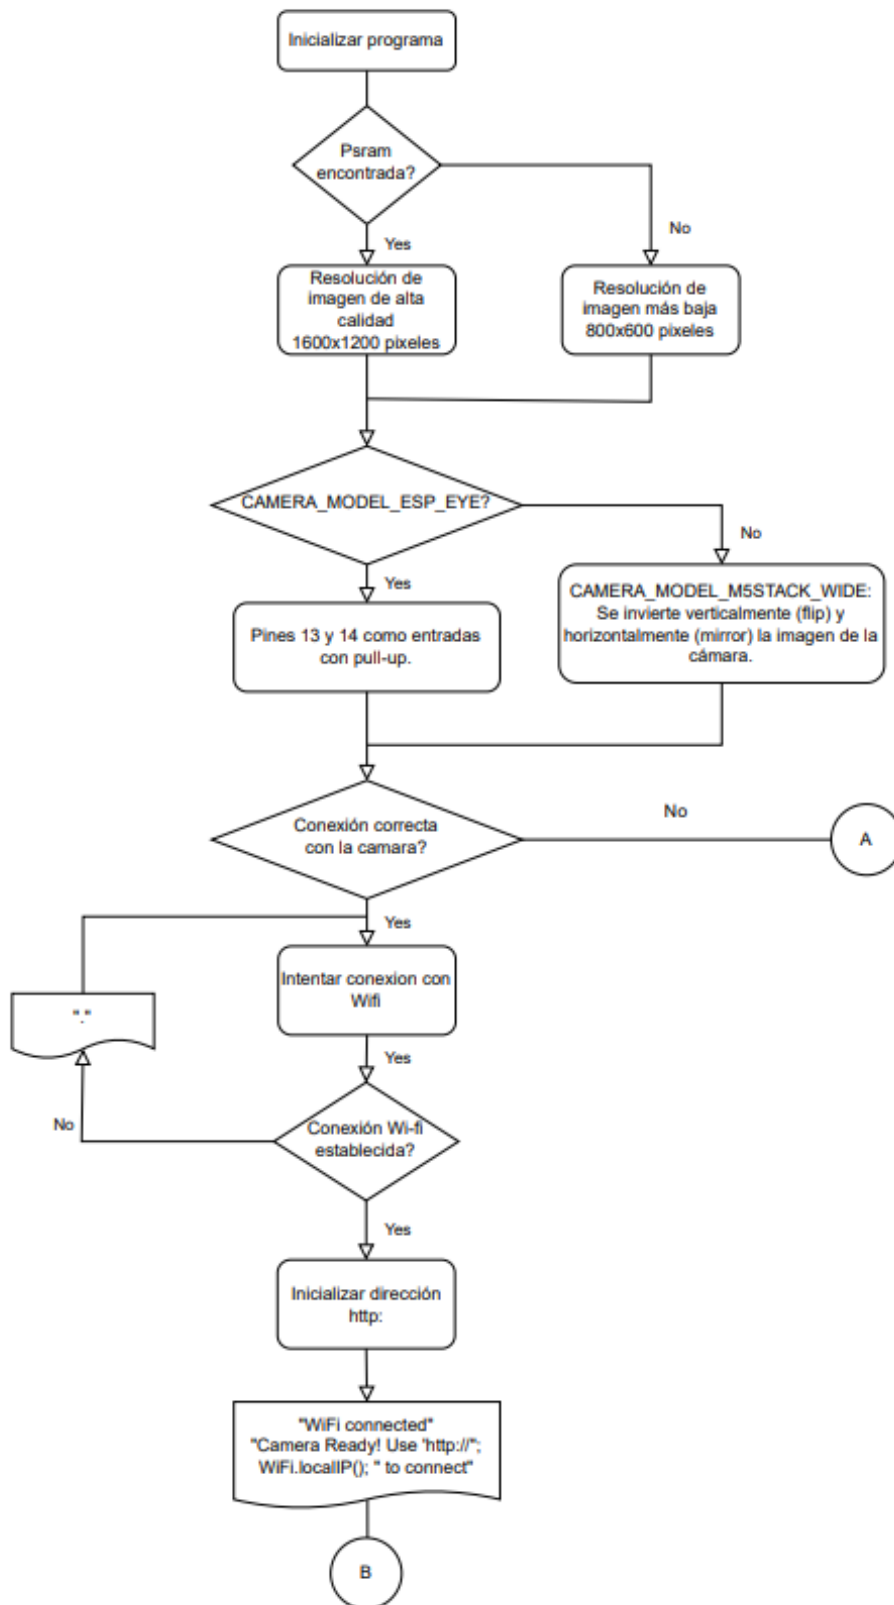 Inicializar programa
Psram
encontrada?
No
Yes
Resolución de
imagen de alta
calidad
1600x1200 pixeles
Resolución de
imagen más baja
800x600 pixeles
CAMERA_MODEL_ESP_EYE?
No
Yes
CAMERA_MODEL_M5STACK_WIDE:
Se invierte verticalmente (flip) y
horizontalmente (mirror) la imagen de la
cámara.
Pines 13 y 14 como entradas
con pull-up.
Conexión correcta
con la camara?
No
A
Yes
Intentar conexion con
Wifi
"."
Yes
No
Conexión Wi-fi
establecida?
Yes
Inicializar dirección
http:
"WiFi connected"
"Camera Ready! Use 'http://";
WiFi.localIP(); " to connect"
B